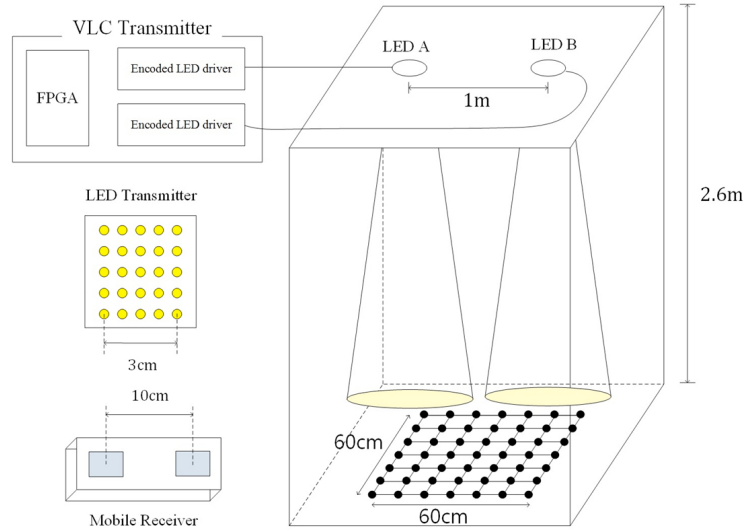 VLC Transmitter
FPGA
Encoded LED driver
Encoded LED driver
LED A
LED B
1m
2.6m
LED Transmitter
3cm
10cm
Mobile Receiver
60cm
60cm